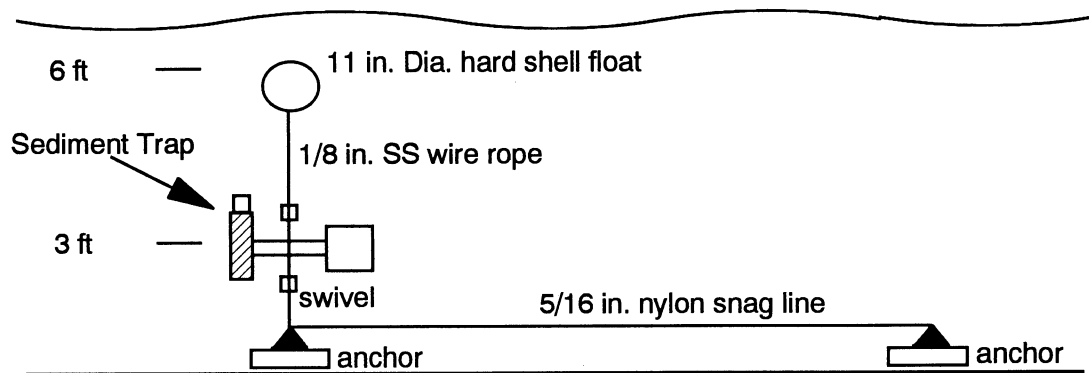 6 ft
11 in. Dia. hard shell float
Sediment Trap
1/8 in. SS wire rope
3 ft
swivel
5/16 in. nylon snag line
anchor
anchor